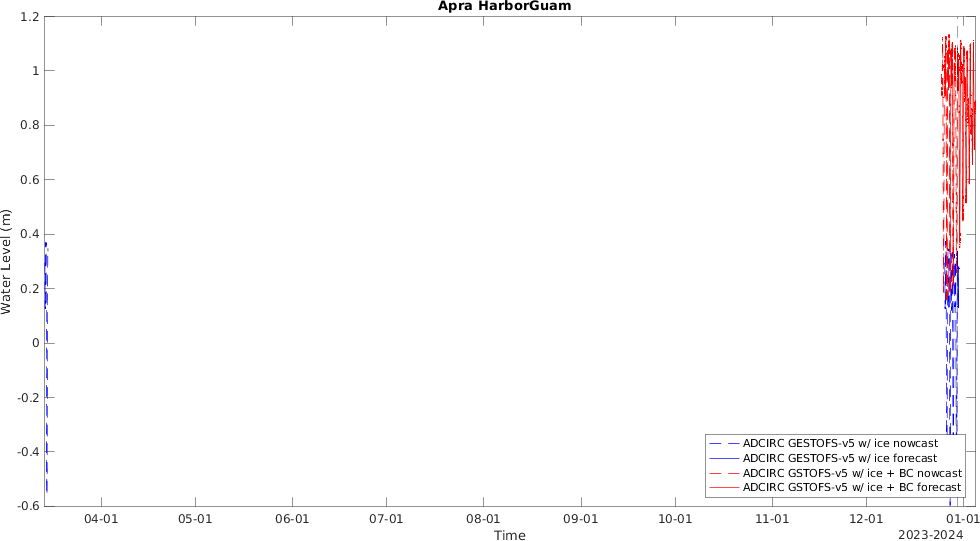 Apra HarborGuam
1.2
1
0.8
0.6
0.4
0.2
0
-0.2
-0.4
-0.6
Water Level (m)
ADCIRC GESTOFS-v5 w/ ice nowcast
ADCIRC GESTOFS-v5 w/ ice forecast
ADCIRC GSTOFS-v5 w/ ice + BC nowcast
ADCIRC GSTOFS-v5 w/ ice + BC forecast
04-01 05-01 06-01 07-01 08-01 09-01 10-01 11-01 12-01 01-01
Time
2023-2024